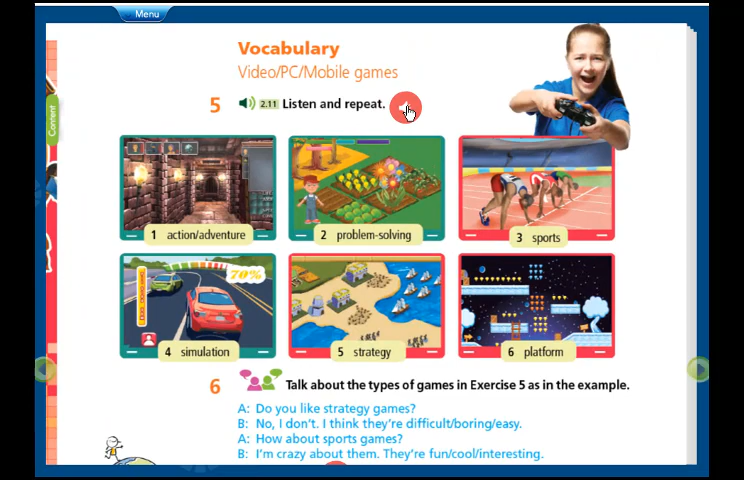 Menu
Content
Vocabulary
Video/PC/Mobile games
5 2.11 Listen and repeat.
1 action/adventure
2 problem-solving
3 sports
70%
4 simulation
5 strategy
6 platform
6 Talk about the types of games in Exercise 5 as in the example.
A: Do you like strategy games?
B: No, I don't. I think they're difficult/boring/easy.
A: How about sports games?
B: I'm crazy about them. They're fun/cool/interesting.